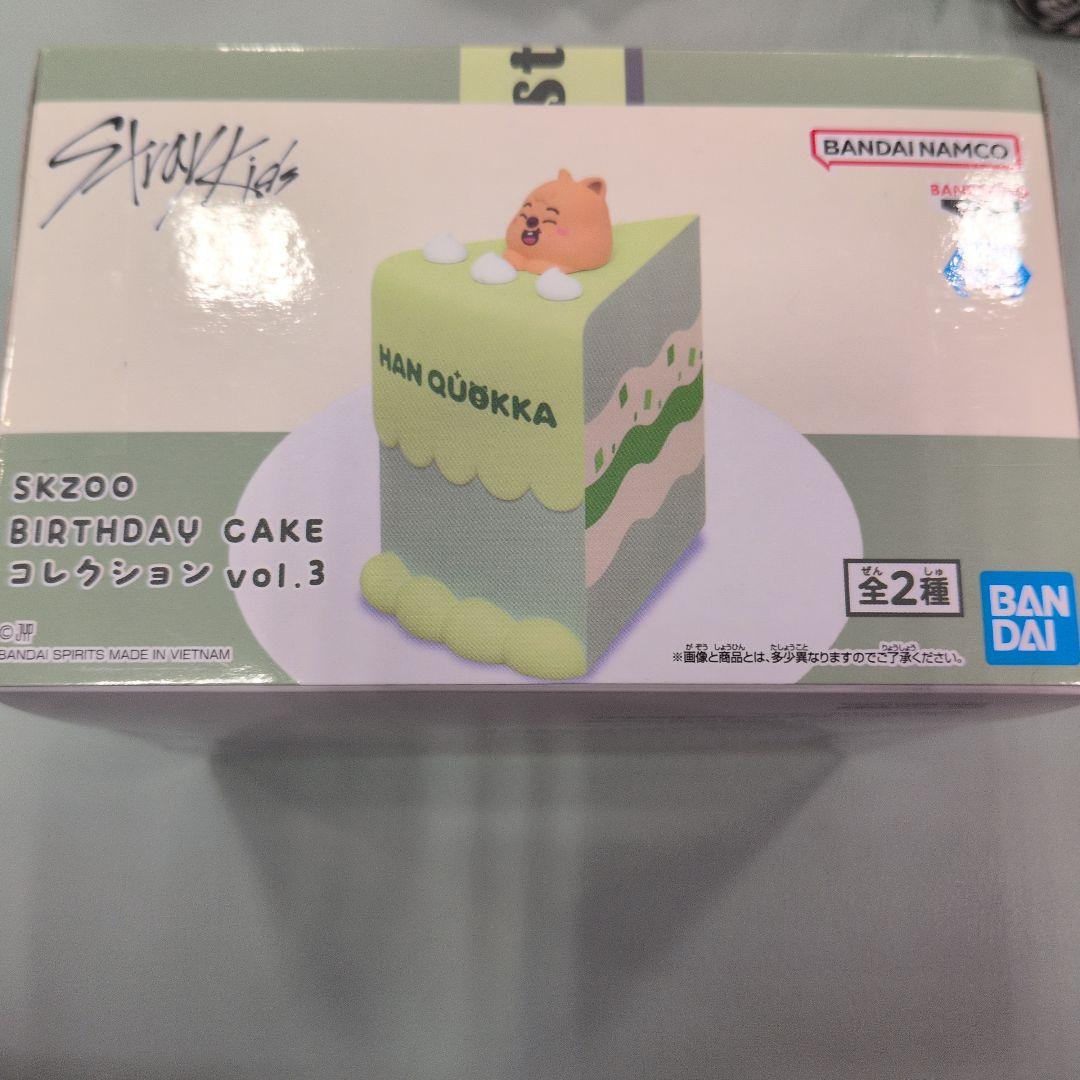 st
Stray Kids
BANDAI NAMCO
HAN QUOKKA
SKZOO
BIRTHDAY CAKE
コレクション vol.3
ぜん しゅ
全2種
BAN
DAI
©JYP
BANDAI SPIRITS MADE IN VIETNAM
がぞう しょうひん たしょうこと りょうしょう
※画像と商品とは、多少異なりますのでご了承ください。